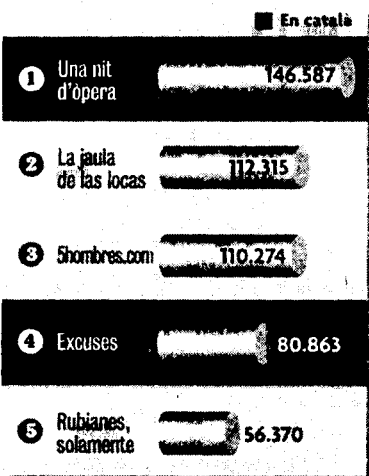 En català
1 Una nit
d'òpera
146.587
2 La jaula
de las locas
112.315
3 5hombres.com
110.274
4 Excuses
80.863
5 Rubianes,
solamente
56.370